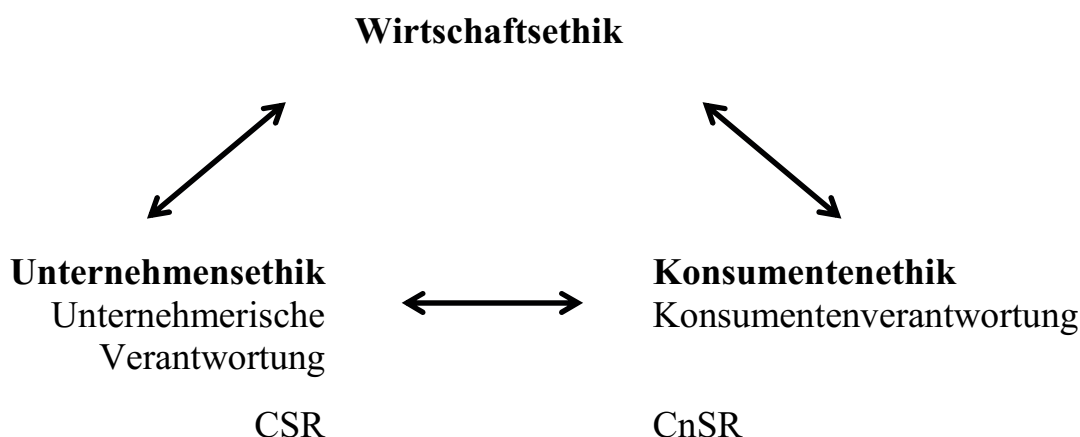 Wirtschaftsethik
Unternehmensethik
Unternehmerische
Verantwortung
CSR
Konsumentenethik
Konsumentenverantwortung
CnSR